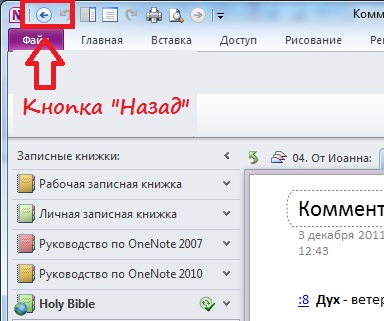 Комме
Файл Главная Вставка Доступ Рисование
Кнопка "Назад"
Записные книжки:
04. От Иоанна:
Рабочая записная книжка
Личная записная книжка
Руководство по OneNote 2007
Руководство по OneNote 2010
Holy Bible
Коммент
3 декабря 2011
12:43
:8 Дух - ветер